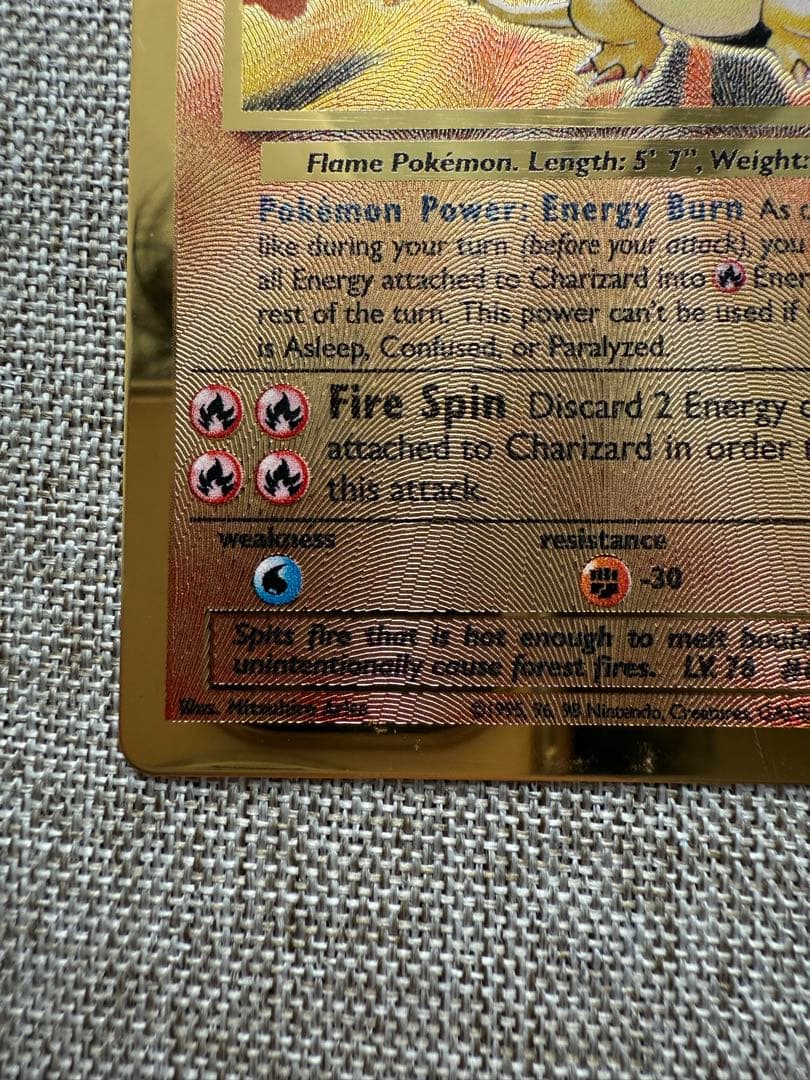 Flame Pokémon. Length: 5' 7", Weight:
Pokémon Power: Energy Burn As
like during your turn (before your attack), you
all Energy attached to Charizard into Ener
rest of the turn. This power can't be used if
is Asleep, Confused, or Paralyzed.
Fire Spin Discard 2 Energy
attached to Charizard in order
this attack.
weakness resistance
-30
Spits fire that is hot enough to melt boul
unintentionally cause forest fires. LV. 76
Illus. Mitsuhiro Arita ©1995, 96, 98 Nintendo, Creatures, GAM